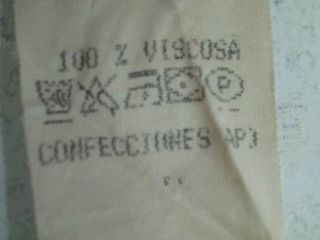 100 % VISCOSA
P
CONFECCIONES AP3